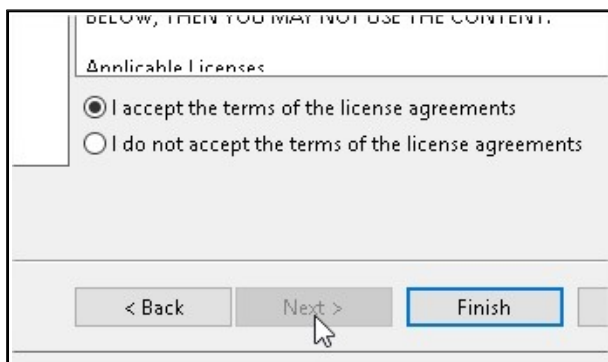 BELOW, THEN YOU MAY NOT USE THE CONTENT.
Applicable Licenses
I accept the terms of the license agreements
I do not accept the terms of the license agreements
< Back Next > Finish